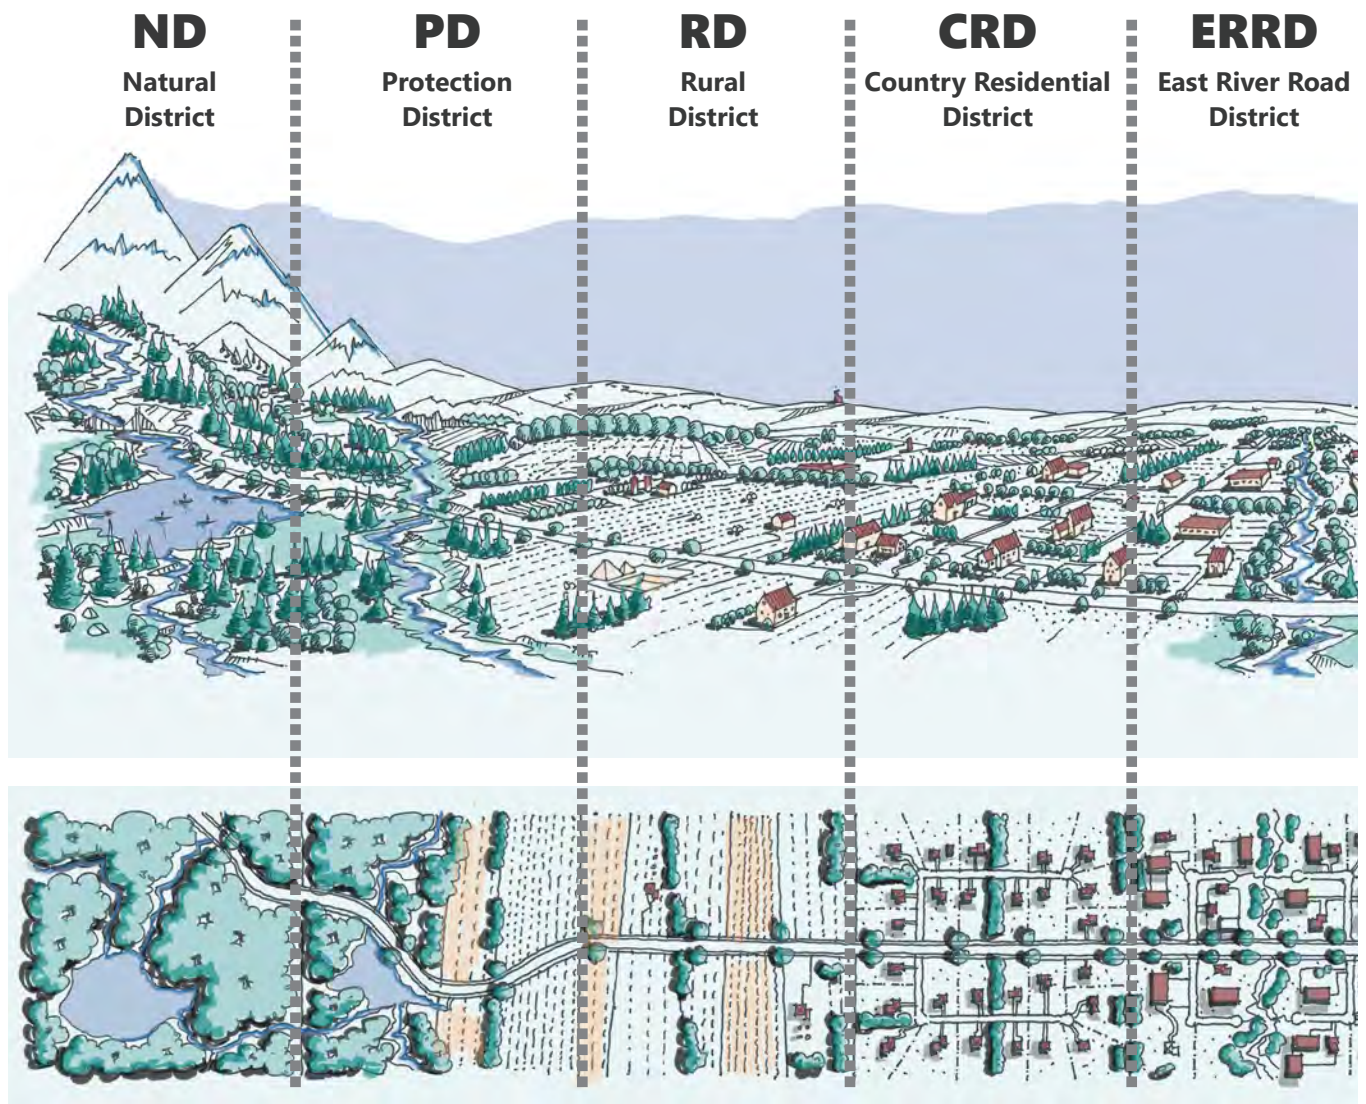 ND
Natural
District
PD
Protection
District
RD
Rural
District
CRD
Country Residential
District
ERRD
East River Road
District